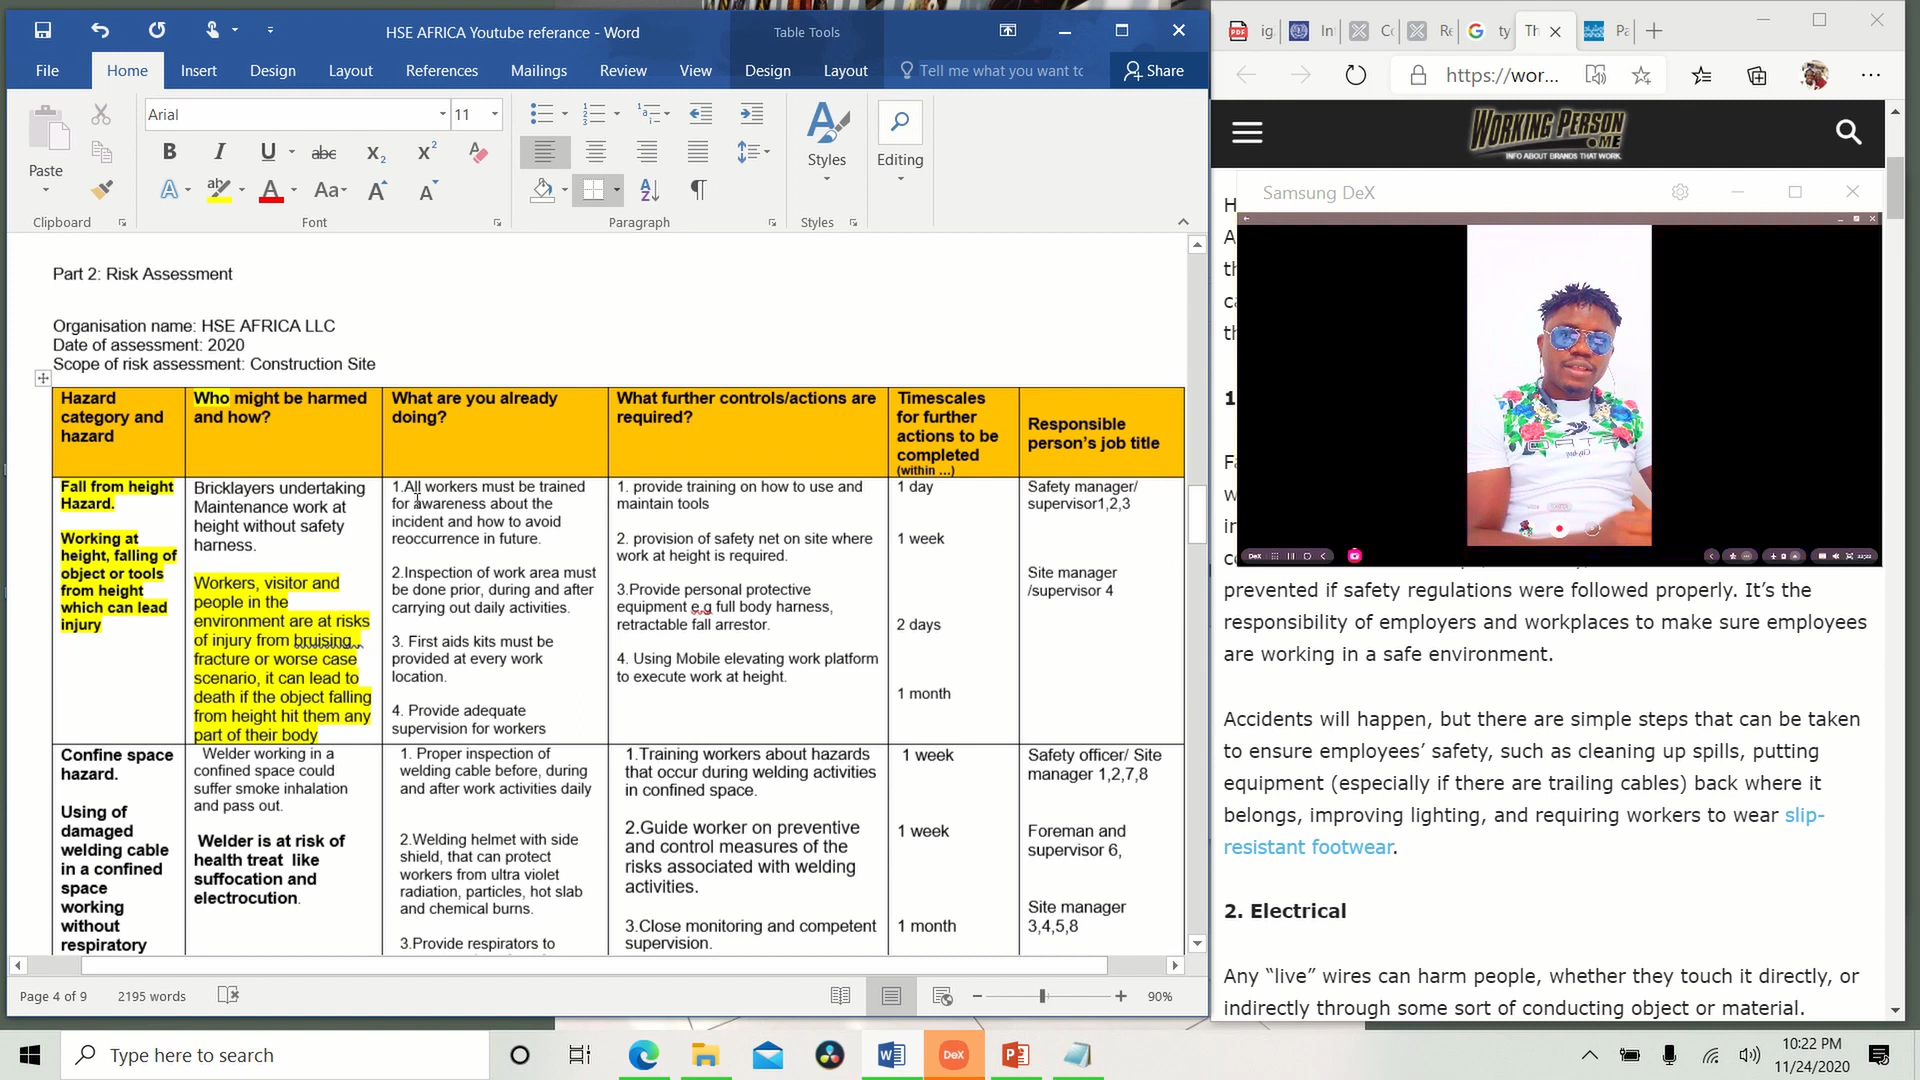 HSE AFRICA Youtube referance - Word
Table Tools
File Home Insert Design Layout References Mailings Review View Design Layout Tell me what you want to Share
Arial 11
Paste
Styles
Editing
Clipboard
Font
Paragraph
Styles
Part 2: Risk Assessment
Organisation name: HSE AFRICA LLC
Date of assessment: 2020
Scope of risk assessment: Construction Site
Hazard
category and
hazard
Who might be harmed
and how?
What are you already
doing?
What further controls/actions are
required?
Timescales
for further
actions to be
completed
(within ...)
Responsible
person's job title
Fall from height
Hazard.
Working at
height, falling of
object or tools
from height
which can lead
injury
Bricklayers undertaking
Maintenance work at
height without safety
harness.
Workers, visitor and
people in the
environment are at risks
of injury from bruising,
fracture or worse case
scenario, it can lead to
death if the object falling
from height hit them any
part of their body
1.All workers must be trained
for awareness about the
incident and how to avoid
reoccurrence in future.
2.Inspection of work area must
be done prior, during and after
carrying out daily activities.
3. First aids kits must be
provided at every work
location.
4. Provide adequate
supervision for workers
1. provide training on how to use and
maintain tools
2. provision of safety net on site where
work at height is required.
3.Provide personal protective
equipment e.g full body harness,
retractable fall arrestor.
4. Using Mobile elevating work platform
to execute work at height.
1 day
1 week
2 days
1 month
Safety manager/
supervisor1,2,3
Site manager
/supervisor 4
Confine space
hazard.
Using of
damaged
welding cable
in a confined
space
working
without
respiratory
Welder working in a
confined space could
suffer smoke inhalation
and pass out.
Welder is at risk of
health treat like
suffocation and
electrocution.
1. Proper inspection of
welding cable before, during
and after work activities daily
2.Welding helmet with side
shield, that can protect
workers from ultra violet
radiation, particles, hot slab
and chemical burns.
3.Provide respirators to
1.Training workers about hazards
that occur during welding activities
in confined space.
2.Guide worker on preventive
and control measures of the
risks associated with welding
activities.
3.Close monitoring and competent
supervision.
1 week
1 week
1 month
Safety officer/ Site
manager 1,2,7,8
Foreman and
supervisor 6,
Site manager
3,4,5,8
Page 4 of 9 2195 words
90%
ig
In
Re
ty
Th
Pa
https://wor...
WORKING PERSON
.ME
INFO ABOUT BRANDS THAT WORK.
Samsung DeX
DATE
City boy
DeX
prevented if safety regulations were followed properly. It's the
responsibility of employers and workplaces to make sure employees
are working in a safe environment.
Accidents will happen, but there are simple steps that can be taken
to ensure employees' safety, such as cleaning up spills, putting
equipment (especially if there are trailing cables) back where it
belongs, improving lighting, and requiring workers to wear slip-
resistant footwear.
2. Electrical
Any “live” wires can harm people, whether they touch it directly, or
indirectly through some sort of conducting object or material.
Type here to search
DeX
10:22 PM
11/24/2020